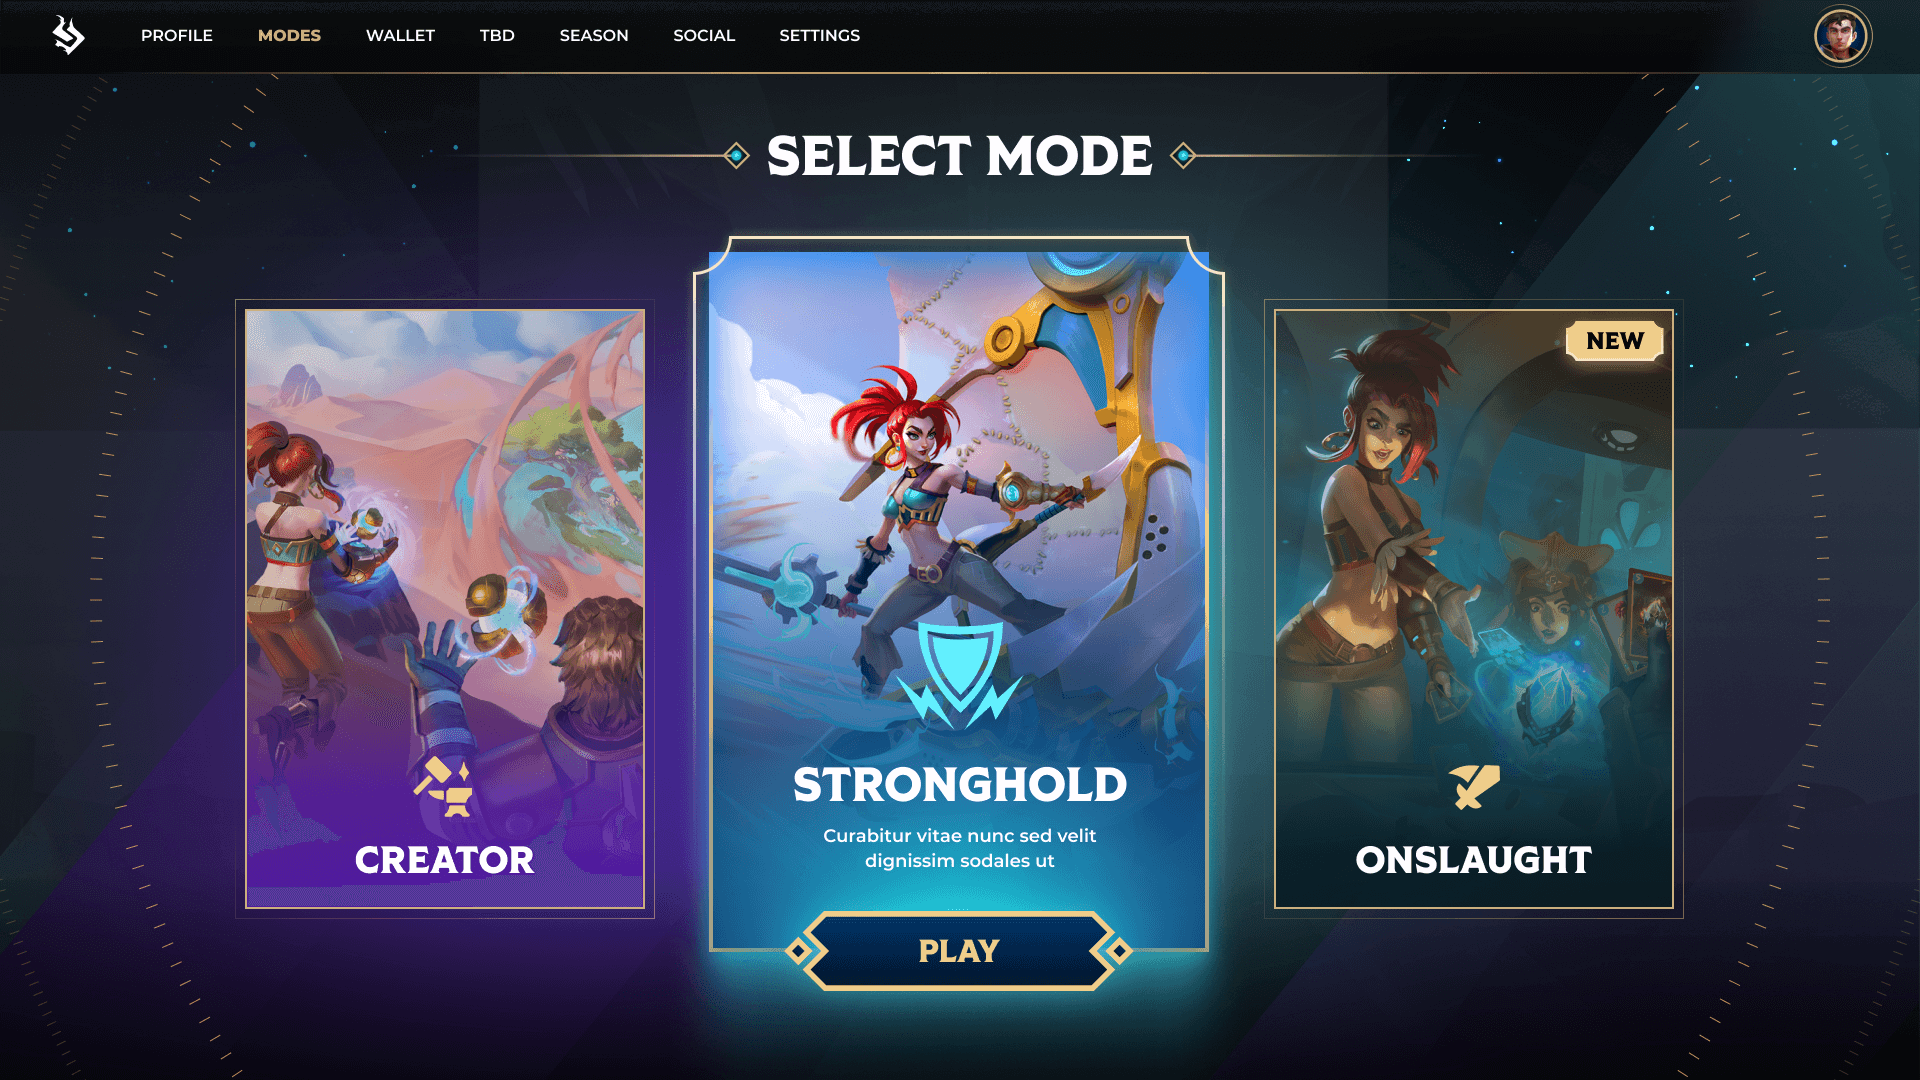 PROFILE
MODES
WALLET
TBD
SEASON
SOCIAL
SETTINGS
SELECT MODE
CREATOR
STRONGHOLD
Curabitur vitae nunc sed velit
dignissim sodales ut
PLAY
NEW
ONSLAUGHT